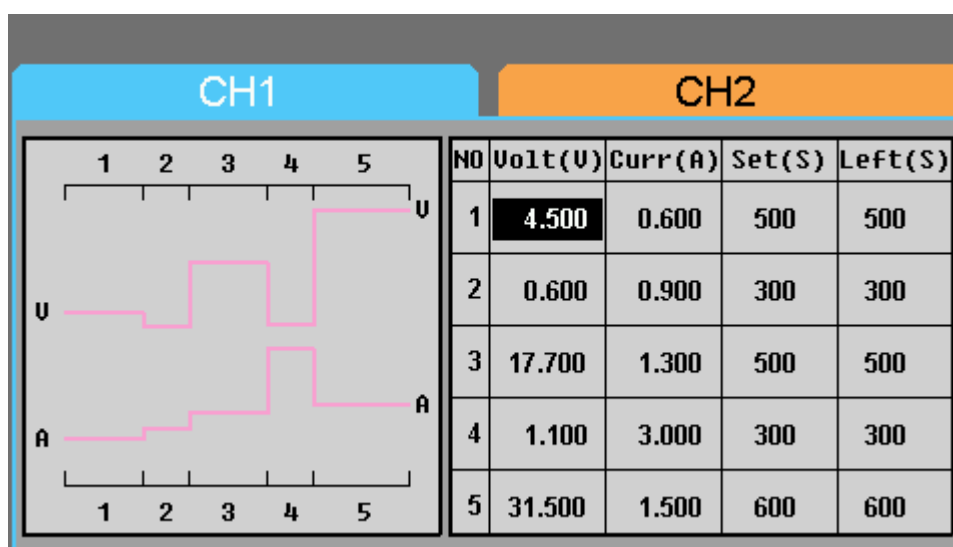 CH1 CH2
1 2 3 4 5
V
V
A
A
1 2 3 4 5
NO Volt(V) Curr(A) Set(S) Left(S)
1 4.500 0.600 500 500
2 0.600 0.900 300 300
3 17.700 1.300 500 500
4 1.100 3.000 300 300
5 31.500 1.500 600 600